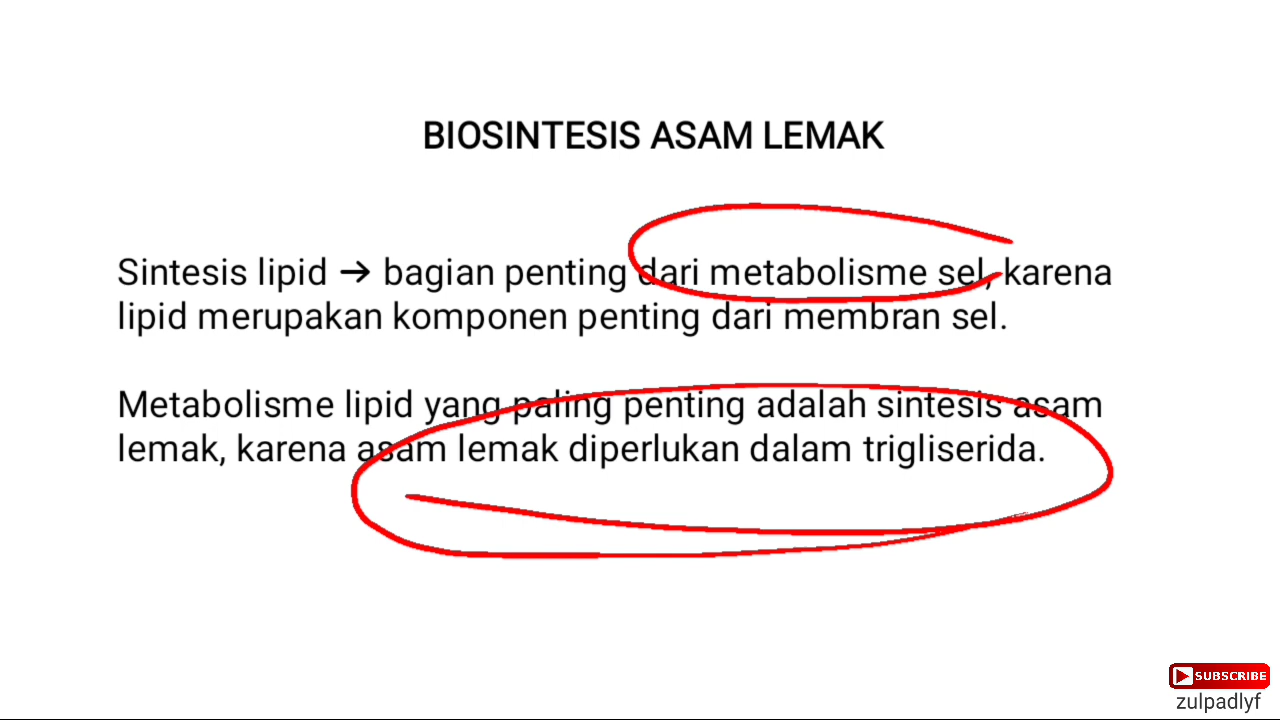 BIOSINTESIS ASAM LEMAK
Sintesis lipid → bagian penting dari metabolisme sel, karena
lipid merupakan komponen penting dari membran sel.
Metabolisme lipid yang paling penting adalah sintesis asam
lemak, karena asam lemak diperlukan dalam trigliserida.
SUBSCRIBE
zulpadlyf